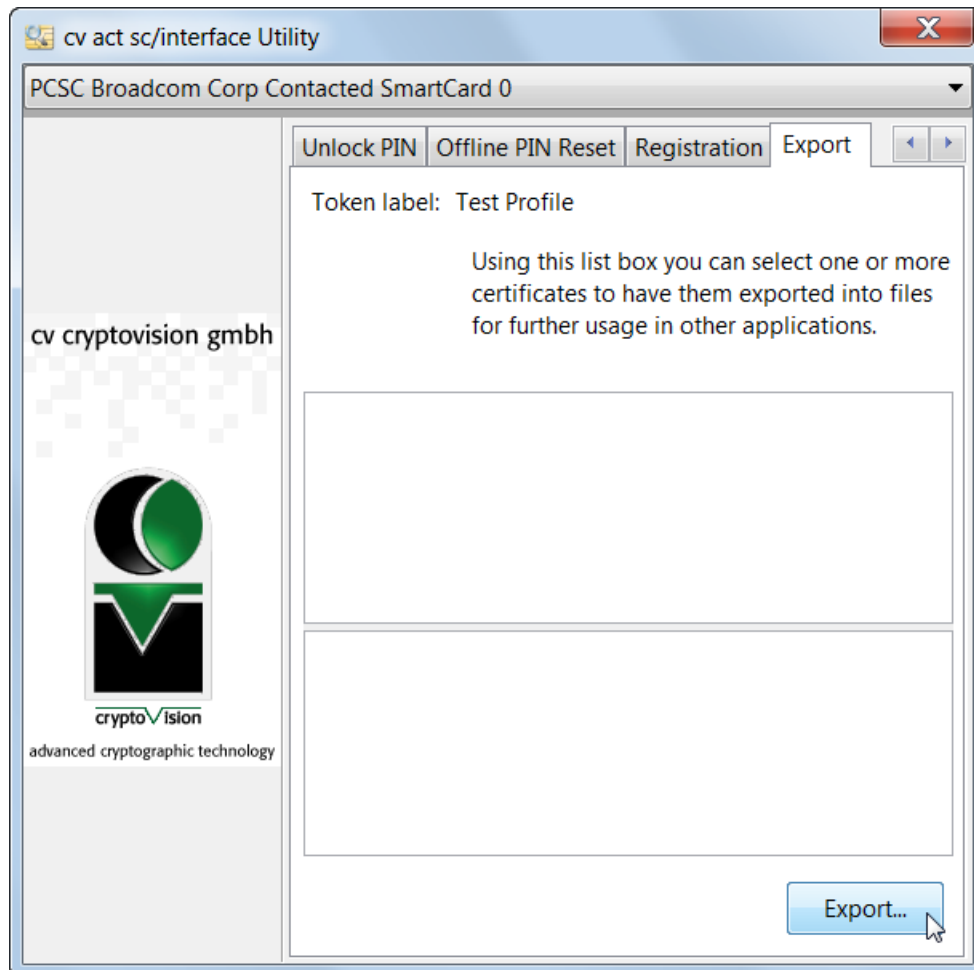 cv act sc/interface Utility
PCSC Broadcom Corp Contacted SmartCard 0
Unlock PIN
Offline PIN Reset
Registration
Export
Token label: Test Profile
Using this list box you can select one or more
certificates to have them exported into files
for further usage in other applications.
cv cryptovision gmbh
cryptoVision
advanced cryptographic technology
Export...